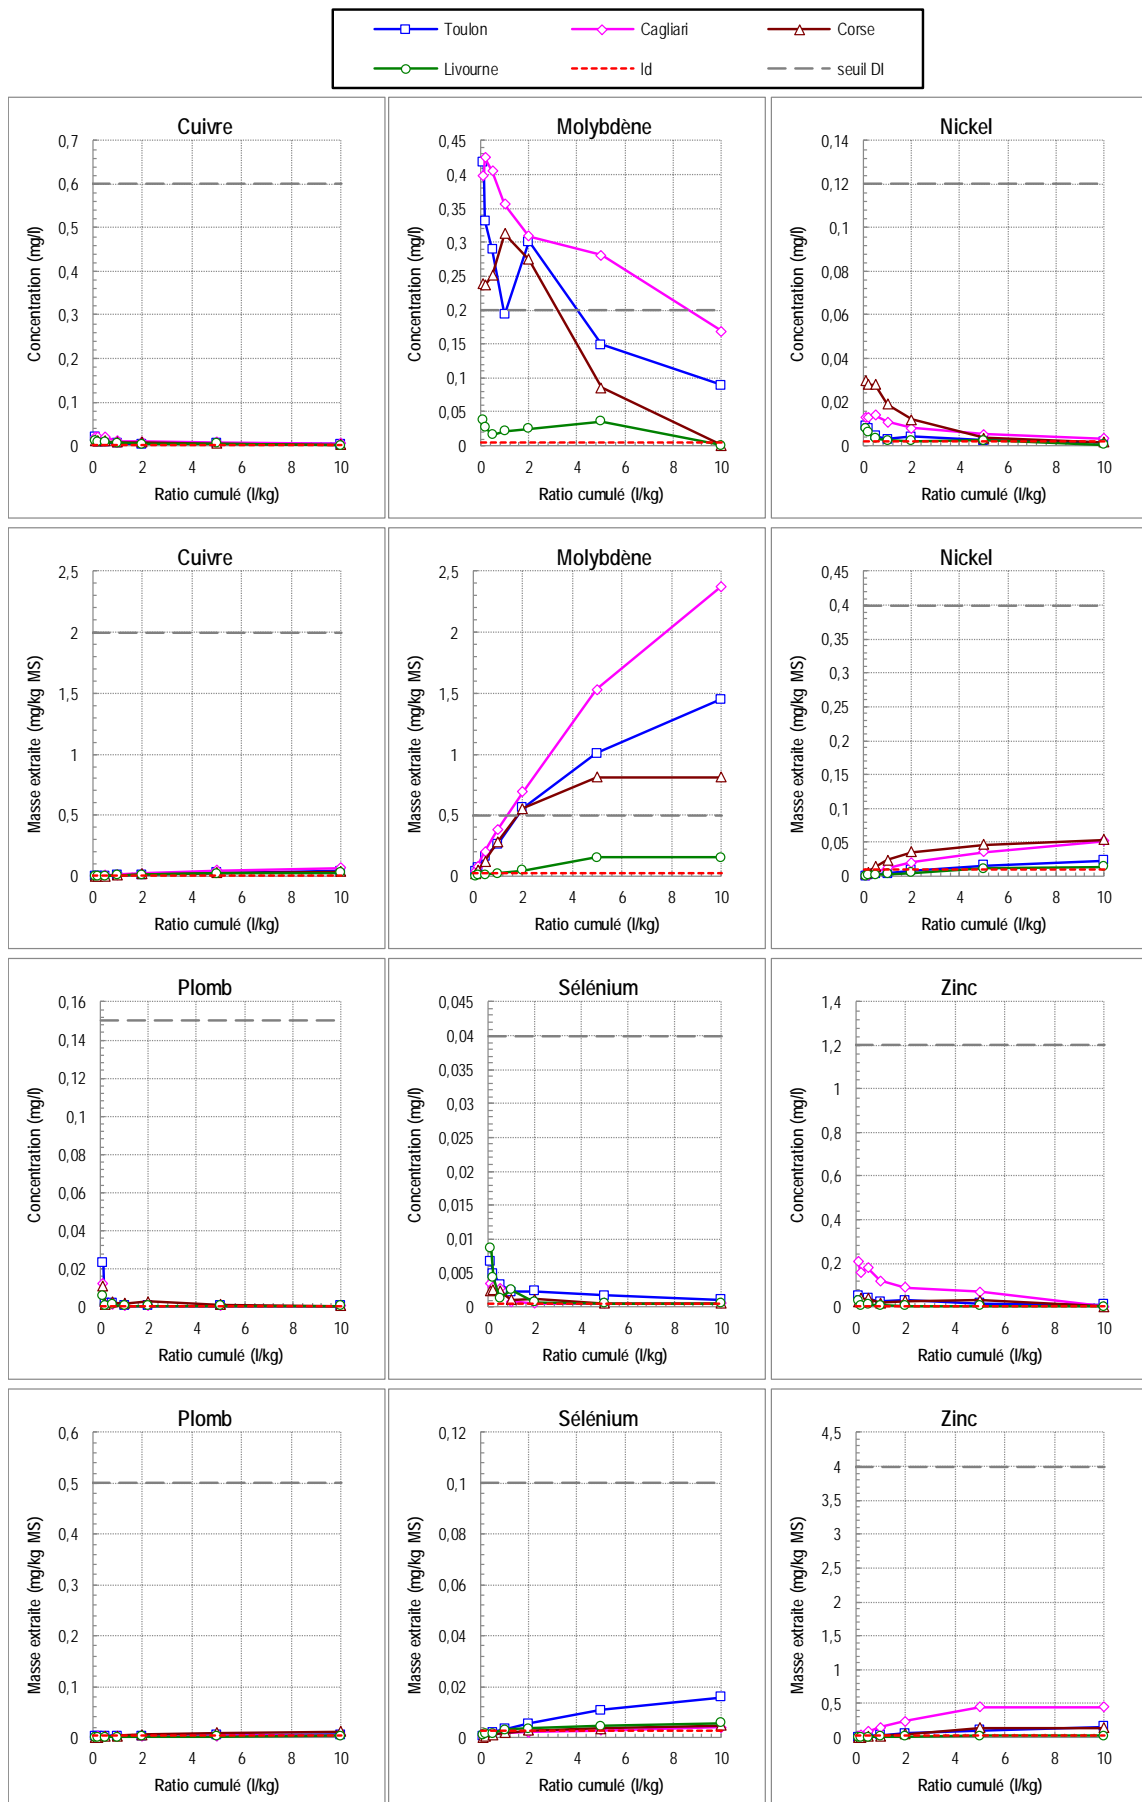 Toulon Cagliari Corse
Livourne ld seuil DI
Cuivre
Concentration (mg/l)
0,7
0,6
0,5
0,4
0,3
0,2
0,1
0
0 2 4 6 8 10
Ratio cumulé (l/kg)
Molybdène
Concentration (mg/l)
0,45
0,4
0,35
0,3
0,25
0,2
0,15
0,1
0,05
0
0 2 4 6 8 10
Ratio cumulé (l/kg)
Nickel
Concentration (mg/l)
0,14
0,12
0,1
0,08
0,06
0,04
0,02
0
0 2 4 6 8 10
Ratio cumulé (l/kg)
Cuivre
Masse extraite (mg/kg MS)
2,5
2
1,5
1
0,5
0
0 2 4 6 8 10
Ratio cumulé (l/kg)
Molybdène
Masse extraite (mg/kg MS)
2,5
2
1,5
1
0,5
0
0 2 4 6 8 10
Ratio cumulé (l/kg)
Nickel
Masse extraite (mg/kg MS)
0,45
0,4
0,35
0,3
0,25
0,2
0,15
0,1
0,05
0
0 2 4 6 8 10
Ratio cumulé (l/kg)
Plomb
Concentration (mg/l)
0,16
0,14
0,12
0,1
0,08
0,06
0,04
0,02
0
0 2 4 6 8 10
Ratio cumulé (l/kg)
Sélénium
Concentration (mg/l)
0,045
0,04
0,035
0,03
0,025
0,02
0,015
0,01
0,005
0
0 2 4 6 8 10
Ratio cumulé (l/kg)
Zinc
Concentration (mg/l)
1,4
1,2
1
0,8
0,6
0,4
0,2
0
0 2 4 6 8 10
Ratio cumulé (l/kg)
Plomb
Masse extraite (mg/kg MS)
0,6
0,5
0,4
0,3
0,2
0,1
0
0 2 4 6 8 10
Ratio cumulé (l/kg)
Sélénium
Masse extraite (mg/kg MS)
0,12
0,1
0,08
0,06
0,04
0,02
0
0 2 4 6 8 10
Ratio cumulé (l/kg)
Zinc
Masse extraite (mg/kg MS)
4,5
4
3,5
3
2,5
2
1,5
1
0,5
0
0 2 4 6 8 10
Ratio cumulé (l/kg)